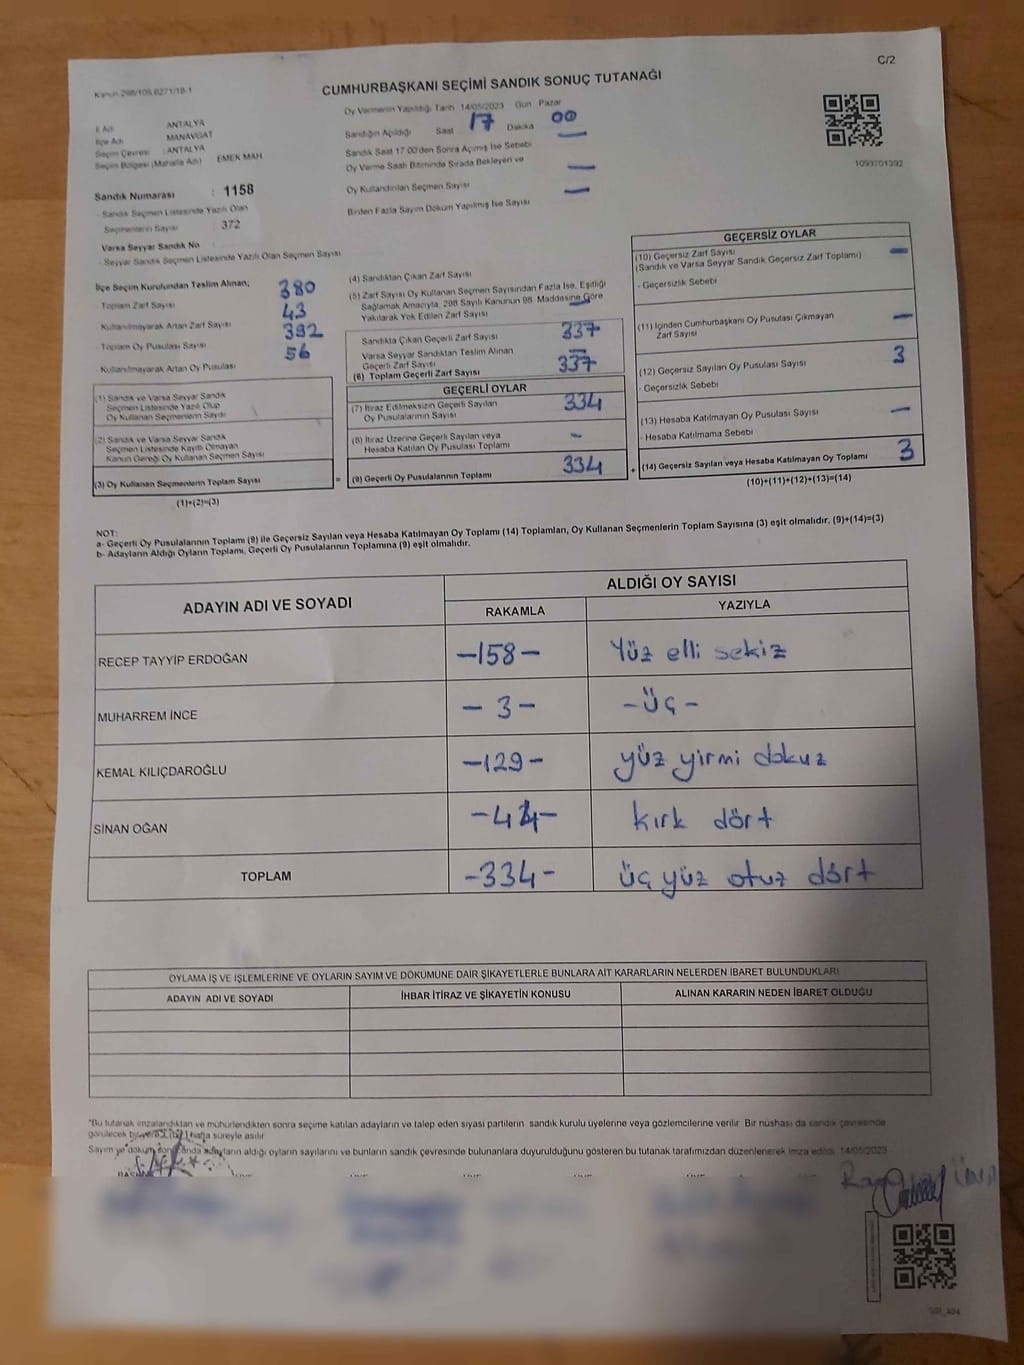 C/2
Kanun 298/105,6271/18-1
CUMHURBAŞKANI SEÇİMİ SANDIK SONUÇ TUTANAĞI
İl Adı ANTALYA
İlçe Adı MANAVGAT
Seçim Çevresi : ANTALYA
Seçim Bölgesi (Mahalle Adı) EMEK MAH
Sandık Numarası : 1158
- Sandık Seçmen Listesinde Yazılı Olan
Seçmenlerin Sayısı : 372
Varsa Seyyar Sandık No :
- Seyyar Sandık Seçmen Listesinde Yazılı Olan Seçmen Sayısı
Oy Vermenin Yapıldığı Tarih 14/05/2023 Gün Pazar
Sandığın Açıldığı Saat 17 Dakika 00
Sandık Saat 17:00'den Sonra Açılmış İse Sebebi —
Oy Verme Saati Bitiminde Sırada Bekleyen ve
Oy Kullandırılan Seçmen Sayısı —
Birden Fazla Sayım Döküm Yapılmış İse Sayısı —
1093701392
İlçe Seçim Kurulundan Teslim Alınan;
- Toplam Zarf Sayısı 380
- Kullanılmayarak Artan Zarf Sayısı 43
- Toplam Oy Pusulası Sayısı 392
- Kullanılmayarak Artan Oy Pusulası 56
(1) Sandık ve Varsa Seyyar Sandık
Seçmen Listesinde Yazılı Olup
Oy Kullanan Seçmenlerin Sayısı
(2) Sandık ve Varsa Seyyar Sandık
Seçmen Listesinde Kayıtlı Olmayan
Kanun Gereği Oy Kullanan Seçmen Sayısı
(3) Oy Kullanan Seçmenlerin Toplam Sayısı
(1)+(2)=(3)
=
(4) Sandıktan Çıkan Zarf Sayısı
(5) Zarf Sayısı Oy Kullanan Seçmen Sayısından Fazla İse, Eşitliği
Sağlamak Amacıyla, 298 Sayılı Kanunun 98. Maddesine Göre
Yakılarak Yok Edilen Zarf Sayısı —
Sandıkta Çıkan Geçerli Zarf Sayısı 337
Varsa Seyyar Sandıktan Teslim Alınan
Geçerli Zarf Sayısı —
(6) Toplam Geçerli Zarf Sayısı 337
GEÇERLİ OYLAR
(7) İtiraz Edilmeksizin Geçerli Sayılan
Oy Pusulalarının Sayısı 334
(8) İtiraz Üzerine Geçerli Sayılan veya
Hesaba Katılan Oy Pusulası Toplamı —
(9) Geçerli Oy Pusulalarının Toplamı 334
+
GEÇERSİZ OYLAR
(10) Geçersiz Zarf Sayısı —
(Sandık ve Varsa Seyyar Sandık Geçersiz Zarf Toplamı)
- Geçersizlik Sebebi
(11) İçinden Cumhurbaşkanı Oy Pusulası Çıkmayan
Zarf Sayısı —
(12) Geçersiz Sayılan Oy Pusulası Sayısı 3
- Geçersizlik Sebebi
(13) Hesaba Katılmayan Oy Pusulası Sayısı —
- Hesaba Katılmama Sebebi
(14) Geçersiz Sayılan veya Hesaba Katılmayan Oy Toplamı 3
(10)+(11)+(12)+(13)=(14)
NOT:
a- Geçerli Oy Pusulalarının Toplamı (9) ile Geçersiz Sayılan veya Hesaba Katılmayan Oy Toplamı (14) Toplamları, Oy Kullanan Seçmenlerin Toplam Sayısına (3) eşit olmalıdır. (9)+(14)=(3)
b- Adayların Aldığı Oyların Toplamı, Geçerli Oy Pusulalarının Toplamına (9) eşit olmalıdır.
ADAYIN ADI VE SOYADI ALDIĞI OY SAYISI
RAKAMLA YAZIYLA
RECEP TAYYİP ERDOĞAN -158- Yüz elli sekiz
MUHARREM İNCE -3- -üç-
KEMAL KILIÇDAROĞLU -129- yüz yirmi dokuz
SİNAN OĞAN -44- kırk dört
TOPLAM -334- üç yüz otuz dört
OYLAMA İŞ VE İŞLEMLERİNE VE OYLARIN SAYIM VE DÖKÜMÜNE DAİR ŞİKAYETLERLE BUNLARA AİT KARARLARIN NELERDEN İBARET BULUNDUKLARI
ADAYIN ADI VE SOYADI İHBAR İTİRAZ VE ŞİKAYETİN KONUSU ALINAN KARARIN NEDEN İBARET OLDUĞU
"Bu tutanak imzalandıktan ve mühürlendikten sonra seçime katılan adayların ve talep eden siyasi partilerin sandık kurulu üyelerine veya gözlemcilerine verilir. Bir nüshası da sandık çevresinde
görülecek bir yere 1 (bir) hafta süreyle asılır.
Sayım ve döküm sonucunda adayların aldığı oyların sayılarını ve bunların sandık çevresinde bulunanlara duyurulduğunu gösteren bu tutanak tarafımızdan düzenlenerek imza edildi. 14/05/2023